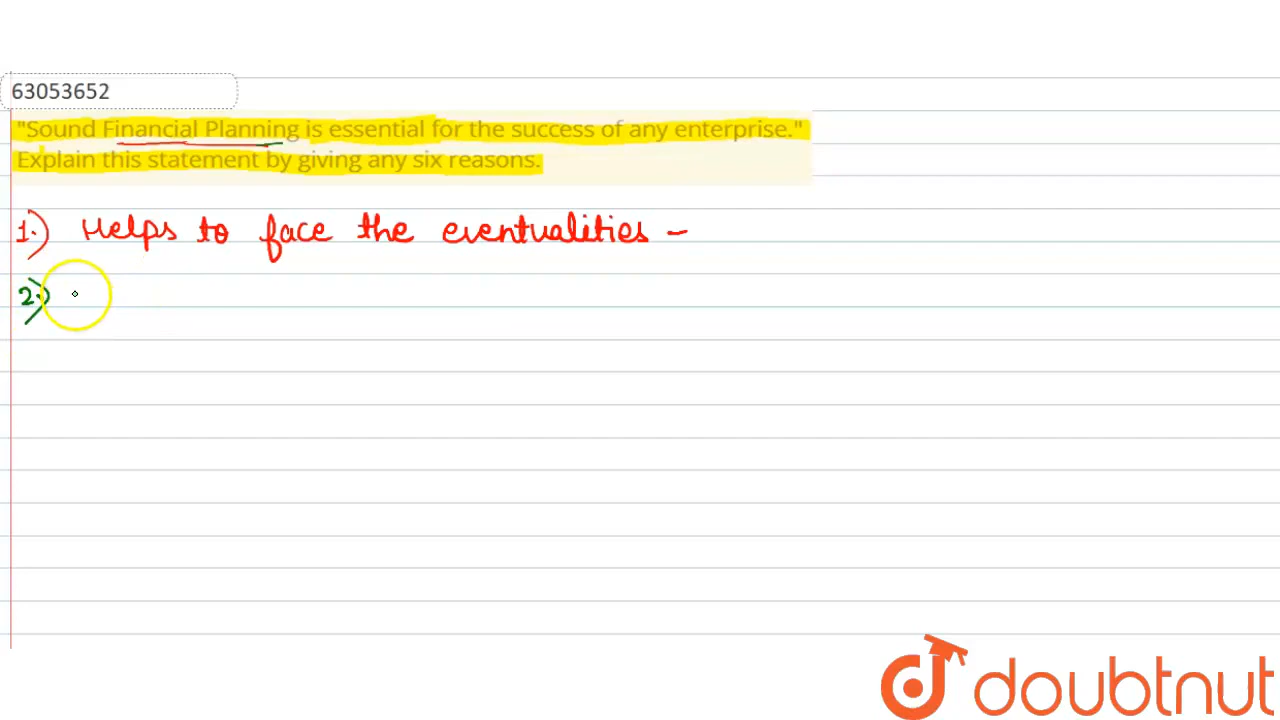 63053652
"Sound Financial Planning is essential for the success of any enterprise."
Explain this statement by giving any six reasons.
1.) Helps to face the eventualities -
2.)
doubtnut